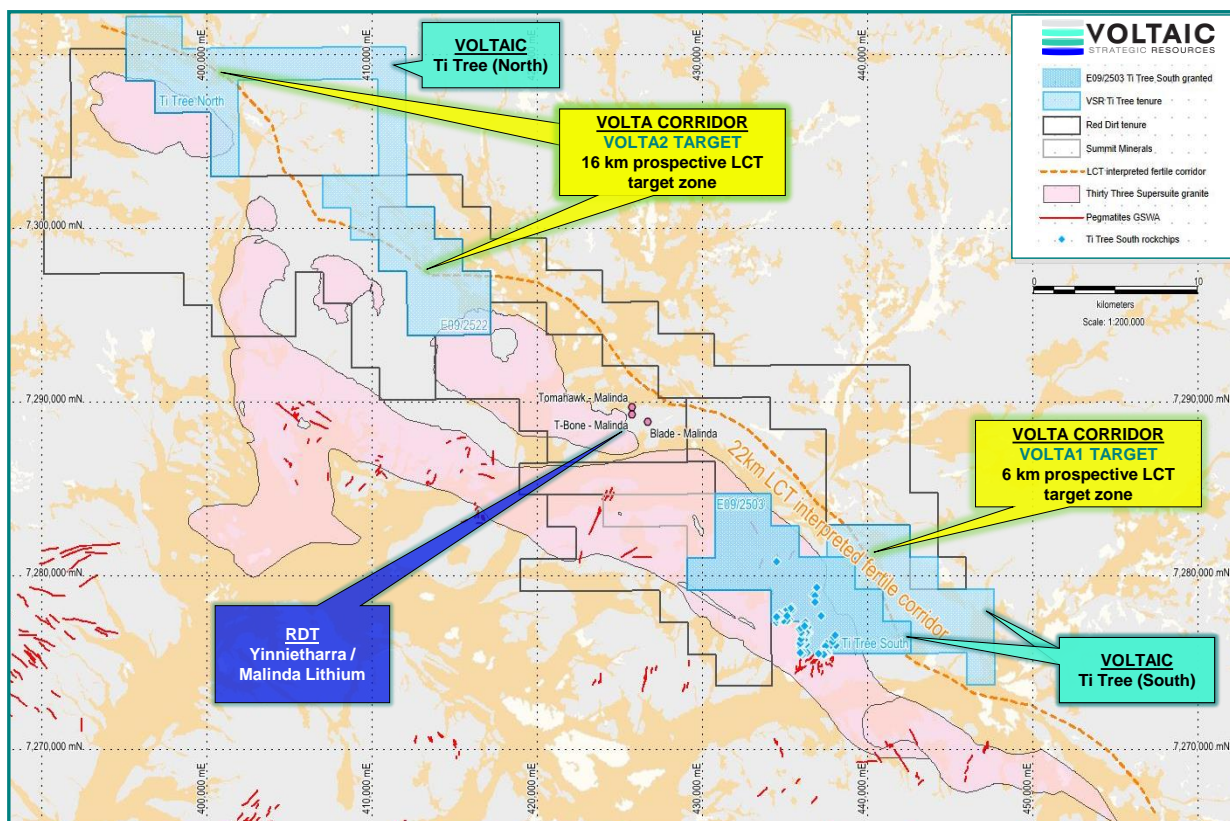 400,000 mE
410,000 mE
430,000 mE
VOLTAIC
Ti Tree (North)
VOLTAIC
STRATEGIC RESOURCES
E09/2503 Ti Tree South granted
VSR Ti Tree tenure
Red Dirt tenure
Summit Minerals
LCT interpreted fertile corridor
Thirty Three Supersuite granite
Pegmatites GSWA
Ti Tree South rockchips
Ti Tree North
VOLTA CORRIDOR
VOLTA2 TARGET
16 km prospective LCT
target zone
7,300,000 mN.
7,300,000 mN.
0
10
kilometers
Scale: 1:200.000
E09/2522
7,290,000 mN.
7,290,000 mN.
Tomahawk - Malinda
T-Bone - Malinda
Blade - Malinda
22km LCT interpreted fertile corridor
VOLTA CORRIDOR
VOLTA1 TARGET
6 km prospective LCT
target zone
E09/2503
7,280,000 mN.
7,280,000 mN.
RDT
Yinnietharra /
Malinda Lithium
Ti Tree South
VOLTAIC
Ti Tree (South)
7,270,000 mN.
7,270,000 mN.
400,000 mE
410,000 mE
420,000 mE
430,000 mE
440,000 mE
450,000 mE